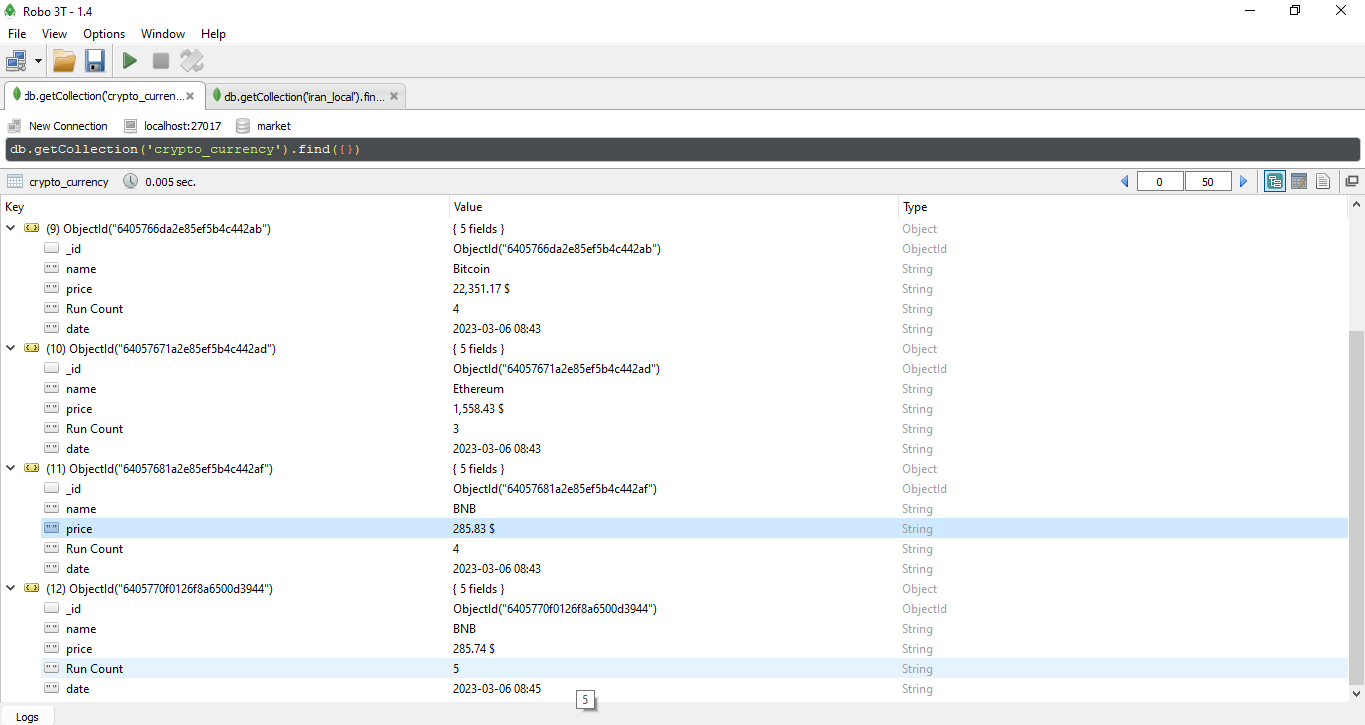 Robo 3T - 1.4
File View Options Window Help
db.getCollection('crypto_curren... db.getCollection('iran_local').fin...
New Connection localhost:27017 market
db.getCollection('crypto_currency').find({})
crypto_currency 0.005 sec. 0 50
Key Value Type
(9) ObjectId("6405766da2e85ef5b4c442ab") { 5 fields } Object
_id ObjectId("6405766da2e85ef5b4c442ab") ObjectId
name Bitcoin String
price 22,351.17 $ String
Run Count 4 String
date 2023-03-06 08:43 String
(10) ObjectId("64057671a2e85ef5b4c442ad") { 5 fields } Object
_id ObjectId("64057671a2e85ef5b4c442ad") ObjectId
name Ethereum String
price 1,558.43 $ String
Run Count 3 String
date 2023-03-06 08:43 String
(11) ObjectId("64057681a2e85ef5b4c442af") { 5 fields } Object
_id ObjectId("64057681a2e85ef5b4c442af") ObjectId
name BNB String
price 285.83 $ String
Run Count 4 String
date 2023-03-06 08:43 String
(12) ObjectId("6405770f0126f8a6500d3944") { 5 fields } Object
_id ObjectId("6405770f0126f8a6500d3944") ObjectId
name BNB String
price 285.74 $ String
Run Count 5 String
date 2023-03-06 08:45 String
5
Logs